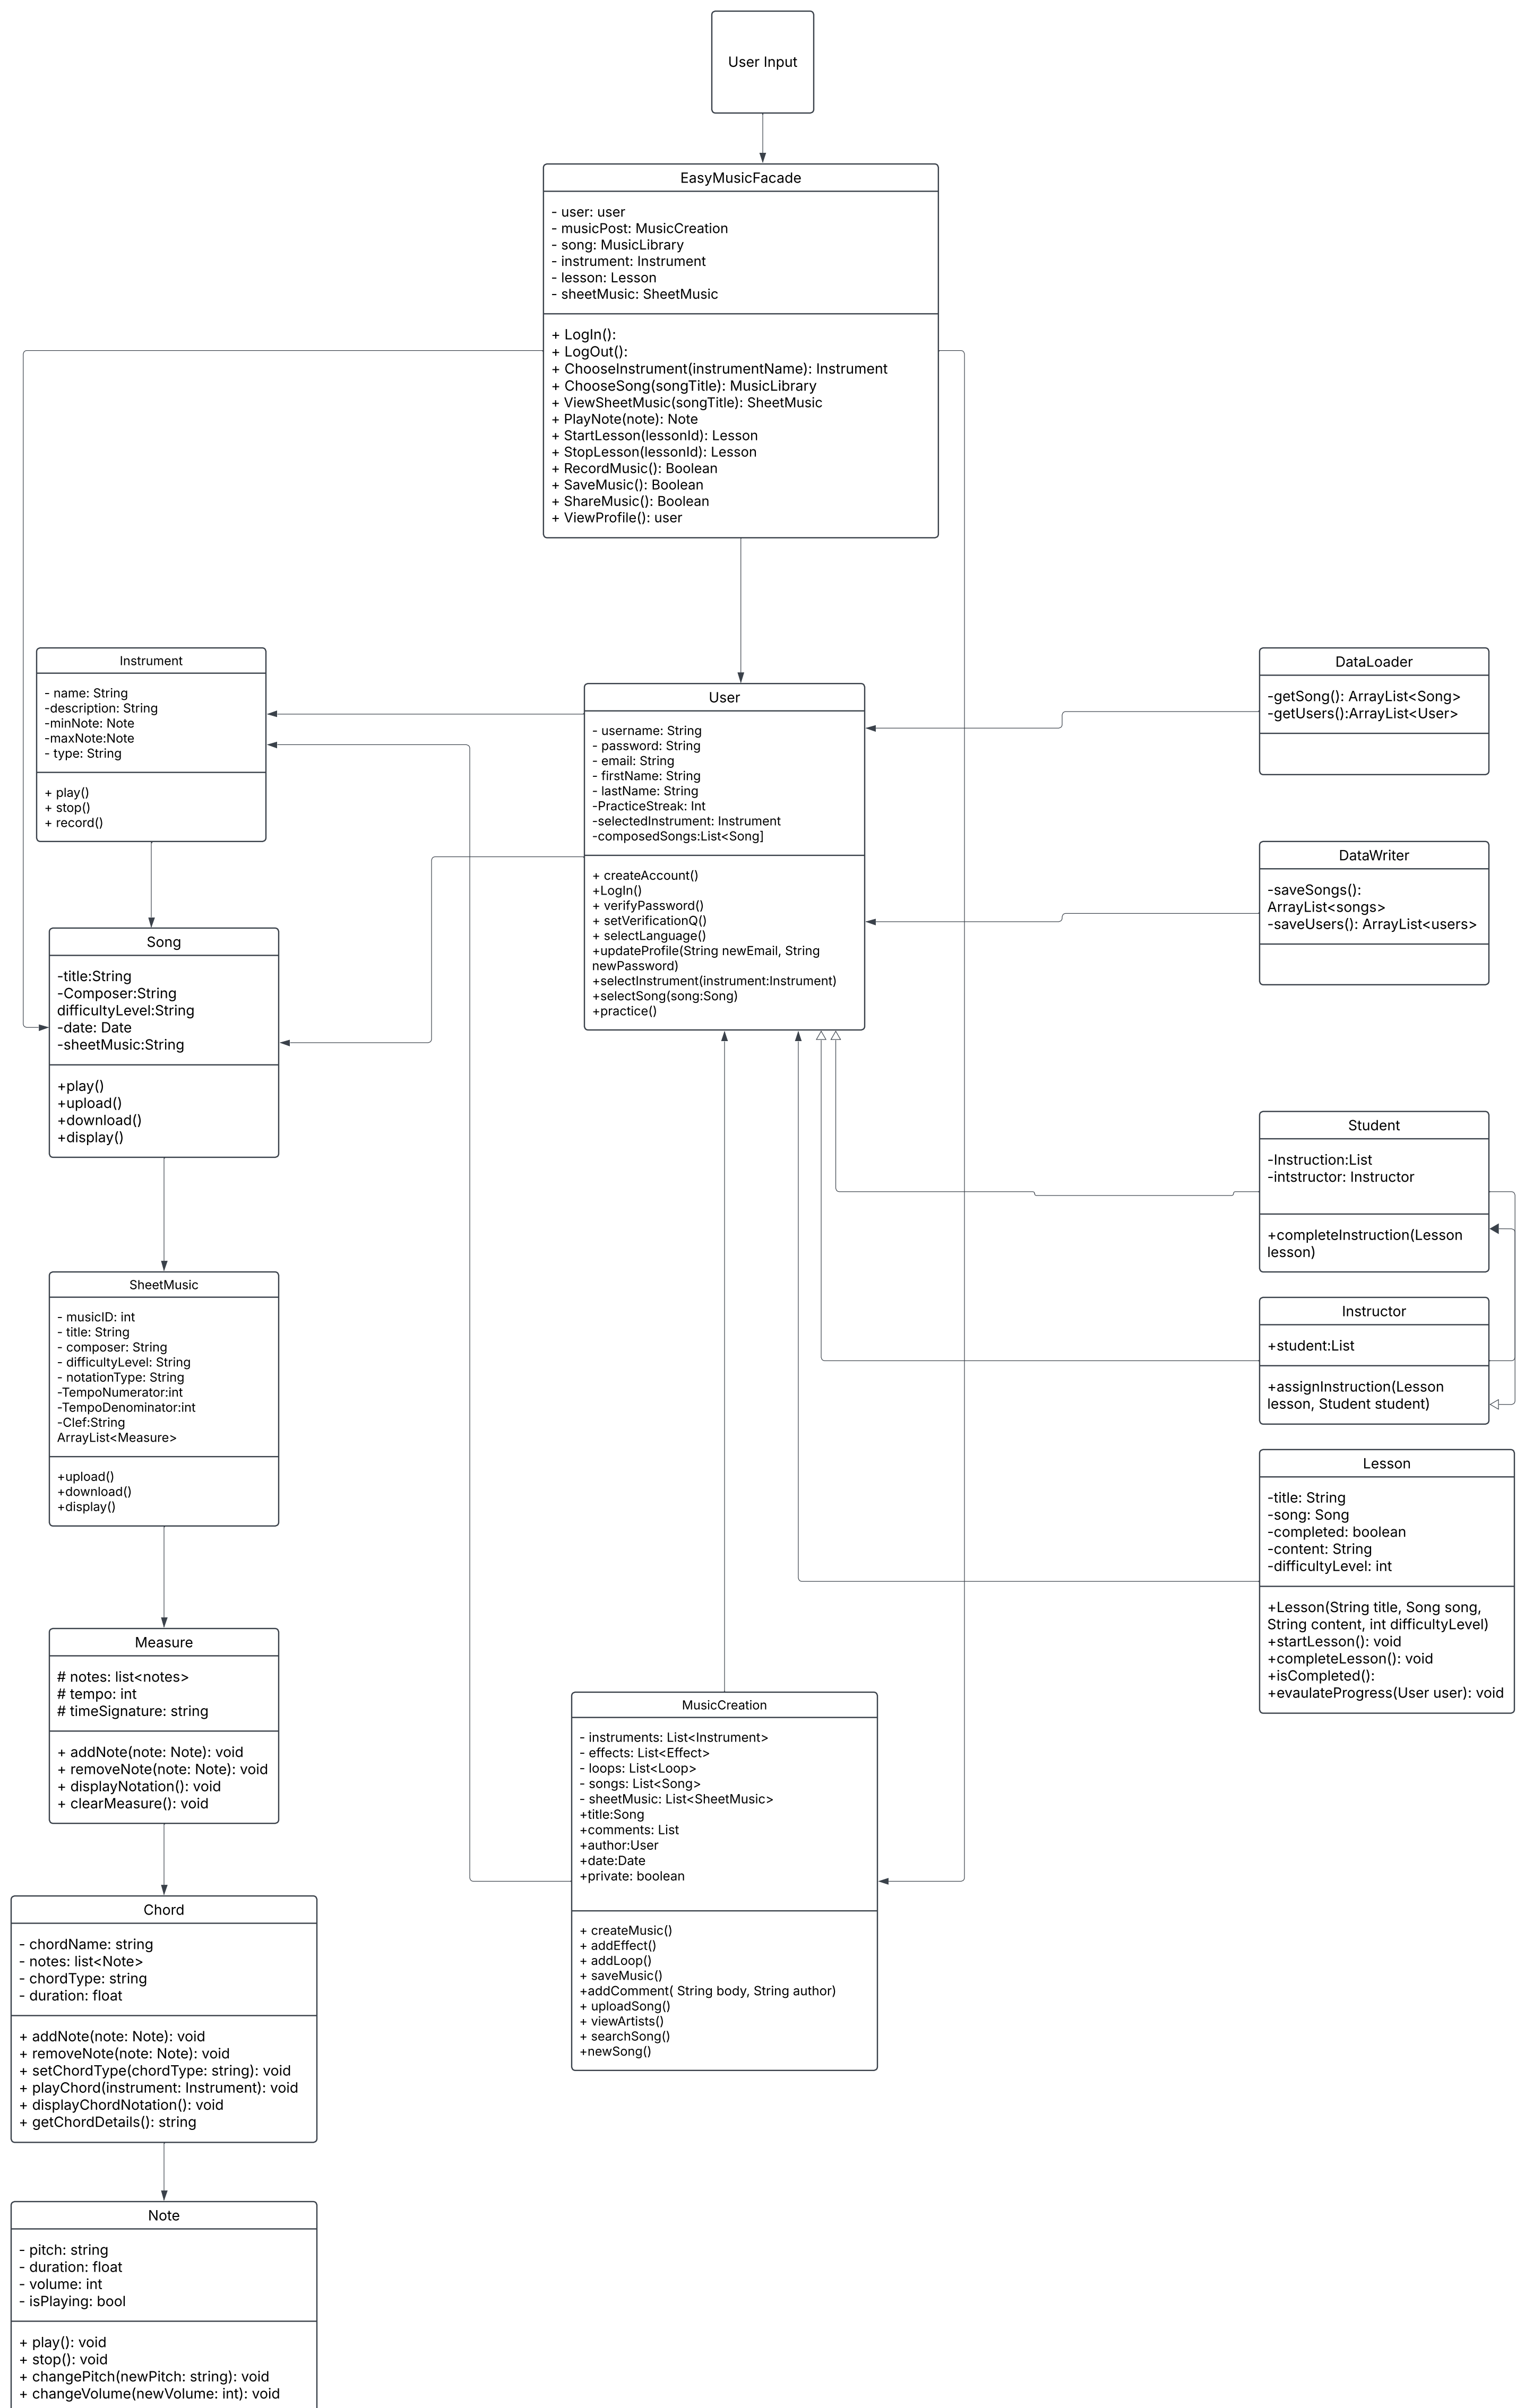 User Input
EasyMusicFacade
- user: user
- musicPost: MusicCreation
- song: MusicLibrary
- instrument: Instrument
- lesson: Lesson
- sheetMusic: SheetMusic
+ LogIn():
+ LogOut():
+ ChooseInstrument(instrumentName): Instrument
+ ChooseSong(songTitle): MusicLibrary
+ ViewSheetMusic(songTitle): SheetMusic
+ PlayNote(note): Note
+ StartLesson(lessonId): Lesson
+ StopLesson(lessonId): Lesson
+ RecordMusic(): Boolean
+ SaveMusic(): Boolean
+ ShareMusic(): Boolean
+ ViewProfile(): user
Instrument
- name: String
-description: String
-minNote: Note
-maxNote:Note
- type: String
+ play()
+ stop()
+ record()
User
- username: String
- password: String
- email: String
- firstName: String
- lastName: String
-PracticeStreak: Int
-selectedInstrument: Instrument
-composedSongs:List<Song]
+ createAccount()
+LogIn()
+ verifyPassword()
+ setVerificationQ()
+ selectLanguage()
+updateProfile(String newEmail, String
newPassword)
+selectInstrument(instrument:Instrument)
+selectSong(song:Song)
+practice()
DataLoader
-getSong(): ArrayList<Song>
-getUsers():ArrayList<User>
DataWriter
-saveSongs():
ArrayList<songs>
-saveUsers(): ArrayList<users>
Song
-title:String
-Composer:String
difficultyLevel:String
-date: Date
-sheetMusic:String
+play()
+upload()
+download()
+display()
Student
-Instruction:List
-intstructor: Instructor
+completeInstruction(Lesson
lesson)
Instructor
+student:List
+assignInstruction(Lesson
lesson, Student student)
SheetMusic
- musicID: int
- title: String
- composer: String
- difficultyLevel: String
- notationType: String
-TempoNumerator:int
-TempoDenominator:int
-Clef:String
ArrayList<Measure>
+upload()
+download()
+display()
Lesson
-title: String
-song: Song
-completed: boolean
-content: String
-difficultyLevel: int
+Lesson(String title, Song song,
String content, int difficultyLevel)
+startLesson(): void
+completeLesson(): void
+isCompleted():
+evaulateProgress(User user): void
Measure
# notes: list<notes>
# tempo: int
# timeSignature: string
+ addNote(note: Note): void
+ removeNote(note: Note): void
+ displayNotation(): void
+ clearMeasure(): void
MusicCreation
- instruments: List<Instrument>
- effects: List<Effect>
- loops: List<Loop>
- songs: List<Song>
- sheetMusic: List<SheetMusic>
+title:Song
+comments: List
+author:User
+date:Date
+private: boolean
+ createMusic()
+ addEffect()
+ addLoop()
+ saveMusic()
+addComment( String body, String author)
+ uploadSong()
+ viewArtists()
+ searchSong()
+newSong()
Chord
- chordName: string
- notes: list<Note>
- chordType: string
- duration: float
+ addNote(note: Note): void
+ removeNote(note: Note): void
+ setChordType(chordType: string): void
+ playChord(instrument: Instrument): void
+ displayChordNotation(): void
+ getChordDetails(): string
Note
- pitch: string
- duration: float
- volume: int
- isPlaying: bool
+ play(): void
+ stop(): void
+ changePitch(newPitch: string): void
+ changeVolume(newVolume: int): void